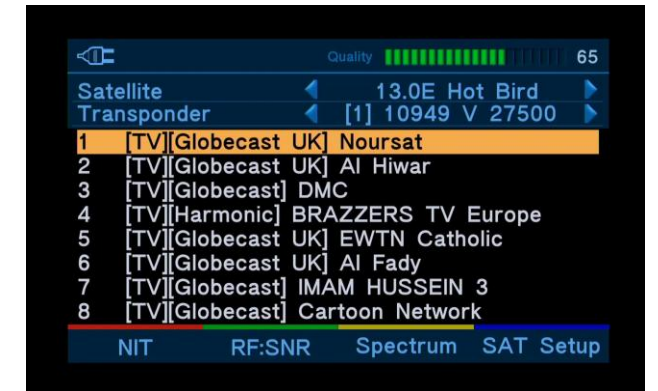 Quality 65
Satellite 13.0E Hot Bird
Transponder [1] 10949 V 27500
1 [TV][Globecast UK] Noursat
2 [TV][Globecast UK] Al Hiwar
3 [TV][Globecast] DMC
4 [TV][Harmonic] BRAZZERS TV Europe
5 [TV][Globecast UK] EWTN Catholic
6 [TV][Globecast UK] Al Fady
7 [TV][Globecast] IMAM HUSSEIN 3
8 [TV][Globecast] Cartoon Network
NIT RF:SNR Spectrum SAT Setup